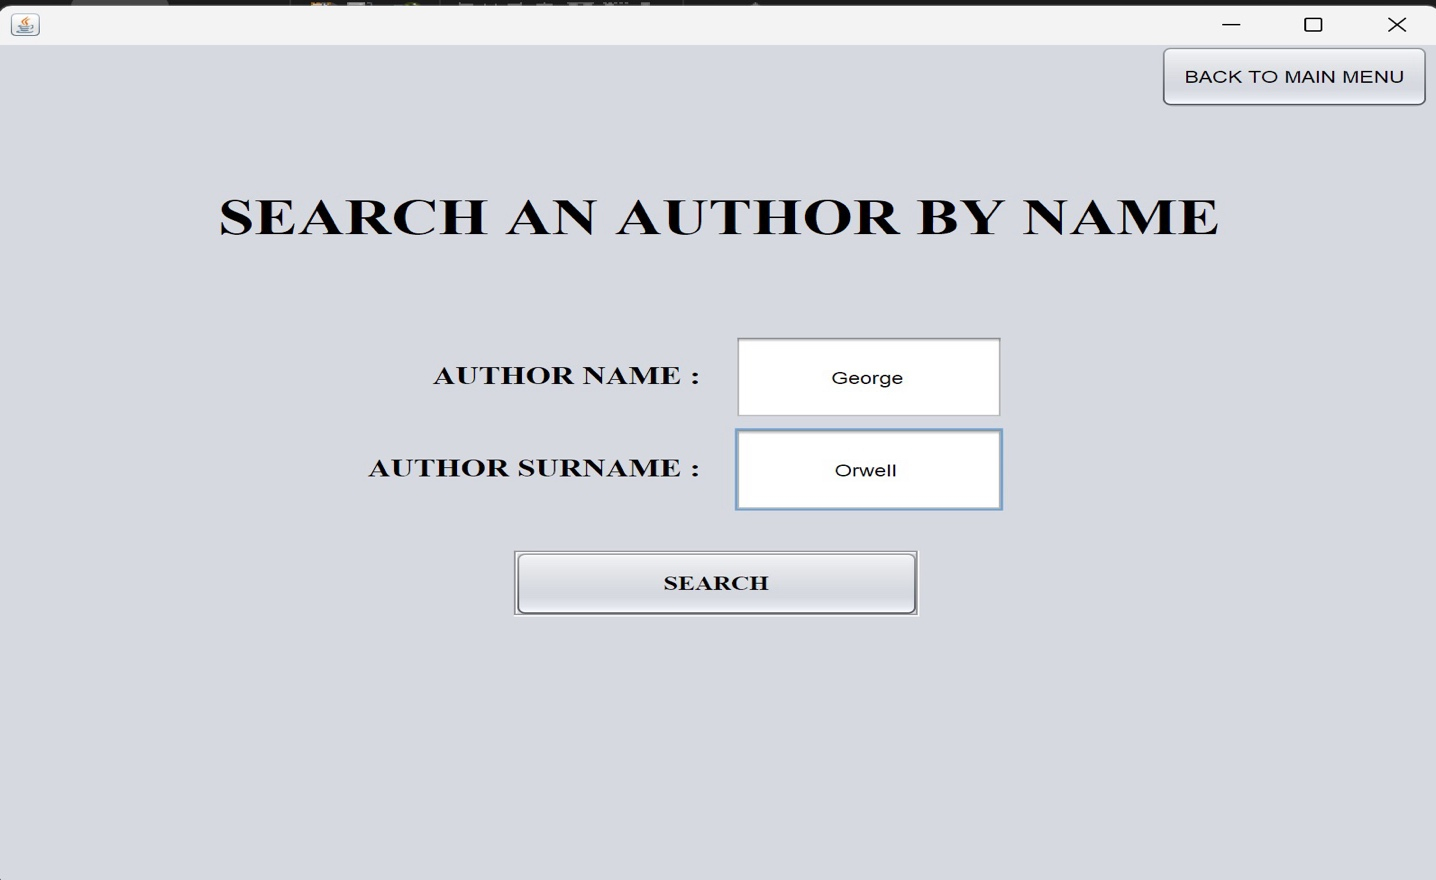 BACK TO MAIN MENU
SEARCH AN AUTHOR BY NAME
AUTHOR NAME : George
AUTHOR SURNAME : Orwell
SEARCH